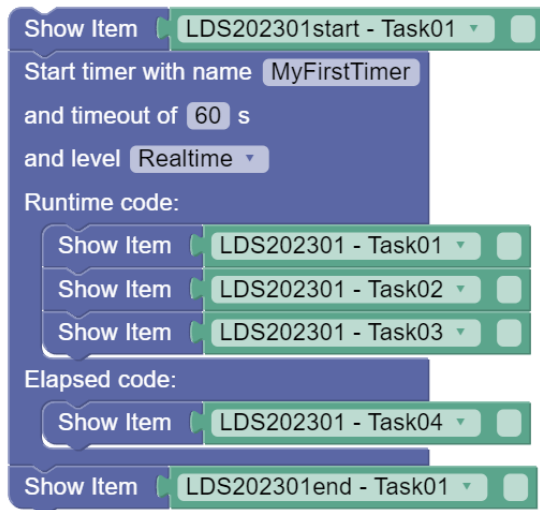 Show Item LDS202301start - Task01
Start timer with name MyFirstTimer
and timeout of 60 s
and level Realtime
Runtime code:
Show Item LDS202301 - Task01
Show Item LDS202301 - Task02
Show Item LDS202301 - Task03
Elapsed code:
Show Item LDS202301 - Task04
Show Item LDS202301end - Task01